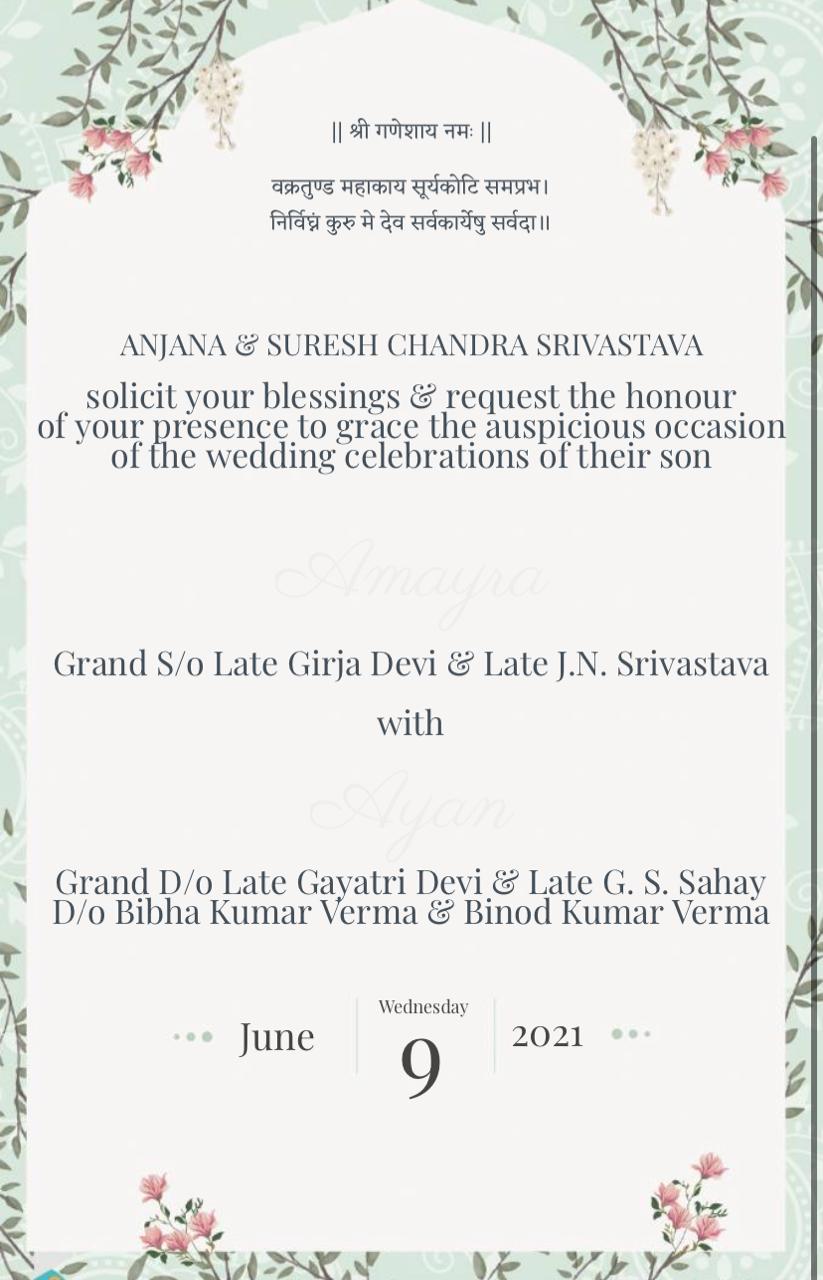 || श्री गणेशाय नमः ||
वक्रतुण्ड महाकाय सूर्यकोटि समप्रभ।
निर्विघ्नं कुरु मे देव सर्वकार्येषु सर्वदा॥
ANJANA & SURESH CHANDRA SRIVASTAVA
solicit your blessings & request the honour
of your presence to grace the auspicious occasion
of the wedding celebrations of their son
Amayra
Grand S/o Late Girja Devi & Late J.N. Srivastava
with
Ayan
Grand D/o Late Gayatri Devi & Late G. S. Sahay
D/o Bibha Kumar Verma & Binod Kumar Verma
Wednesday
June 9 2021